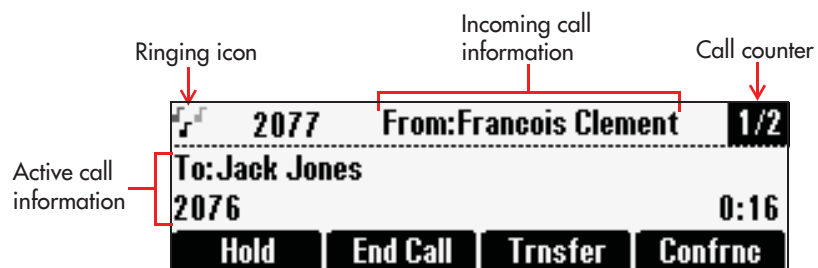 Incoming call
information
Ringing icon
Call counter
2077 From:Francois Clement 1/2
Active call
information
To:Jack Jones
2076 0:16
Hold End Call Trnsfer Confrnc